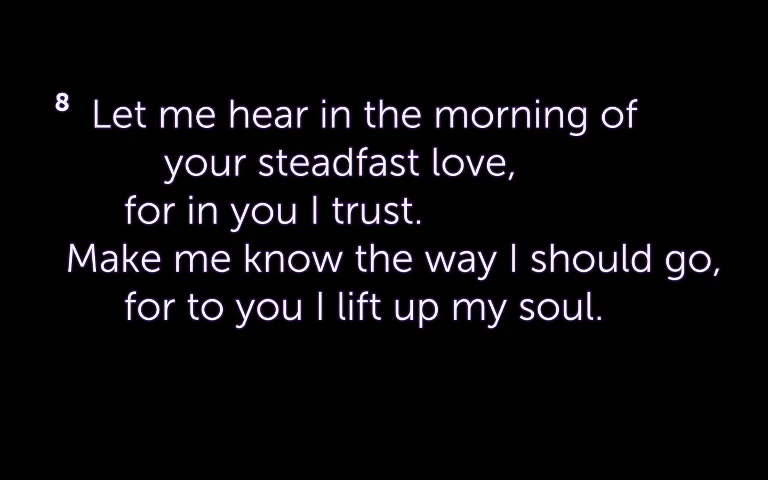 8 Let me hear in the morning of
your steadfast love,
for in you I trust.
Make me know the way I should go,
for to you I lift up my soul.